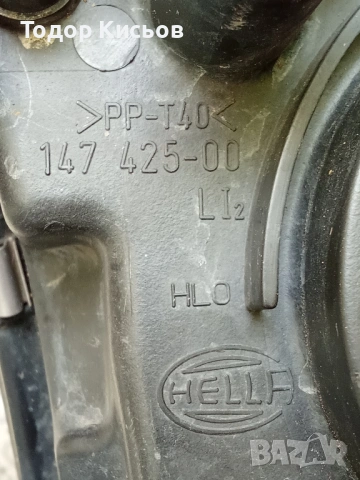 Тодор Кисьов
>PP-T40<
147 425-00
LI2
HLO
HELLA
BAZAR